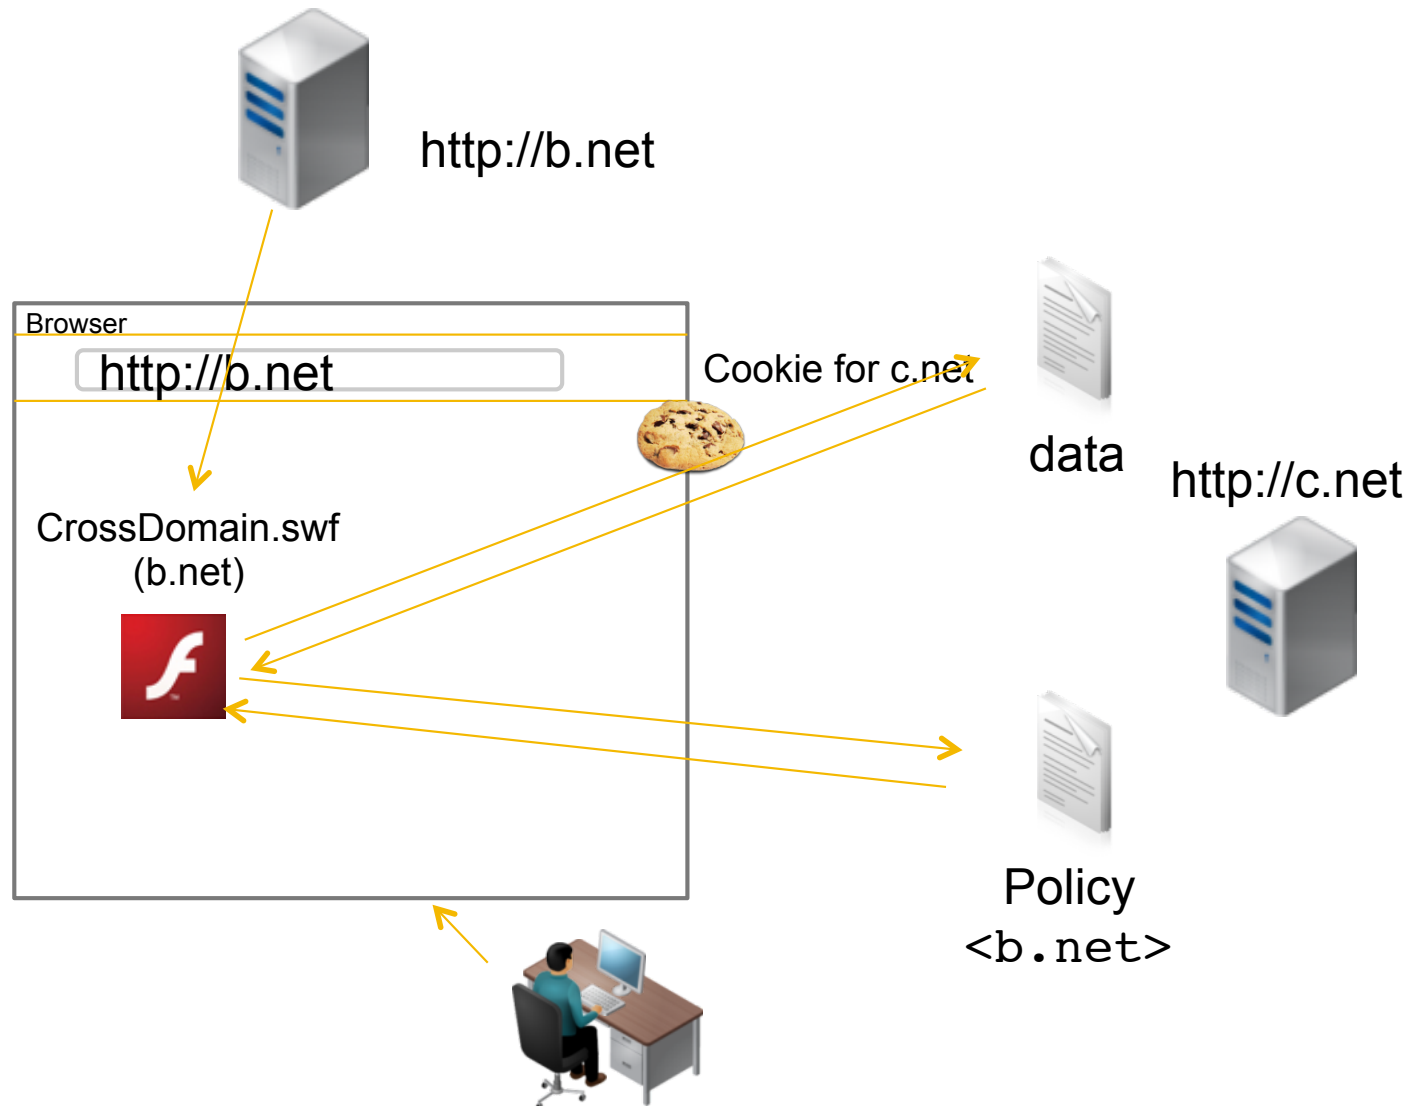 http://b.net
Browser
http://b.net
Cookie for c.net
data
http://c.net
CrossDomain.swf
(b.net)
Policy
<b.net>